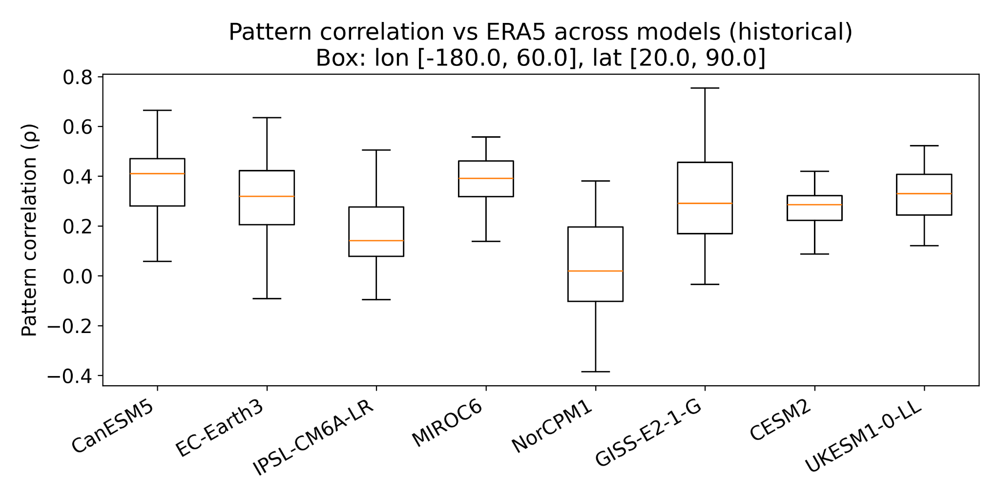 Pattern correlation vs ERA5 across models (historical)
Box: lon [-180.0, 60.0], lat [20.0, 90.0]
Pattern correlation (ρ)
0.8
0.6
0.4
0.2
0.0
−0.2
−0.4
CanESM5
EC-Earth3
IPSL-CM6A-LR
MIROC6
NorCPM1
GISS-E2-1-G
CESM2
UKESM1-0-LL